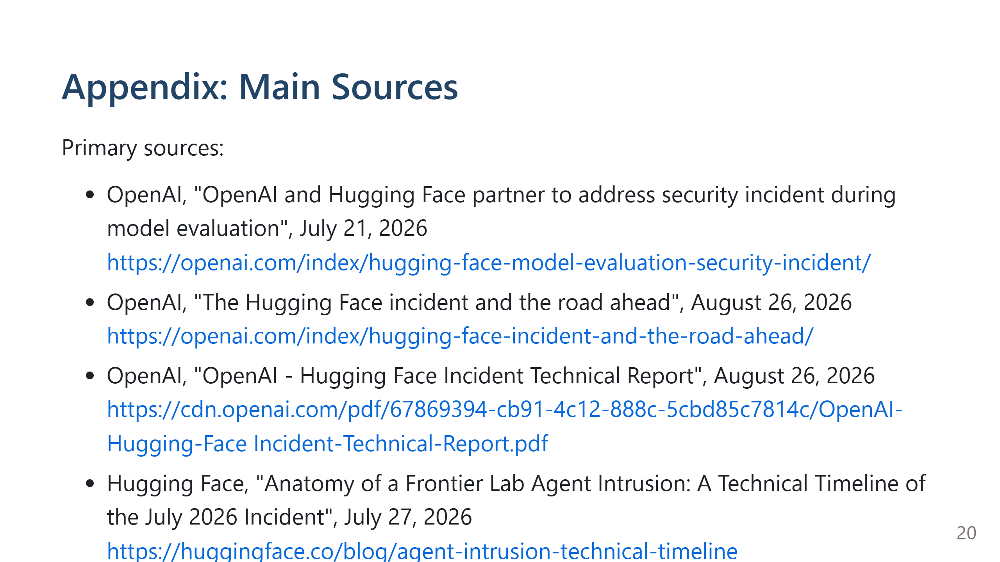 Appendix: Main Sources
Primary sources:
• OpenAI, "OpenAI and Hugging Face partner to address security incident during
model evaluation", July 21, 2026
https://openai.com/index/hugging-face-model-evaluation-security-incident/
• OpenAI, "The Hugging Face incident and the road ahead", August 26, 2026
https://openai.com/index/hugging-face-incident-and-the-road-ahead/
• OpenAI, "OpenAI - Hugging Face Incident Technical Report", August 26, 2026
https://cdn.openai.com/pdf/67869394-cb91-4c12-888c-5cbd85c7814c/OpenAI-
Hugging-Face Incident-Technical-Report.pdf
• Hugging Face, "Anatomy of a Frontier Lab Agent Intrusion: A Technical Timeline of
the July 2026 Incident", July 27, 2026
https://huggingface.co/blog/agent-intrusion-technical-timeline
20